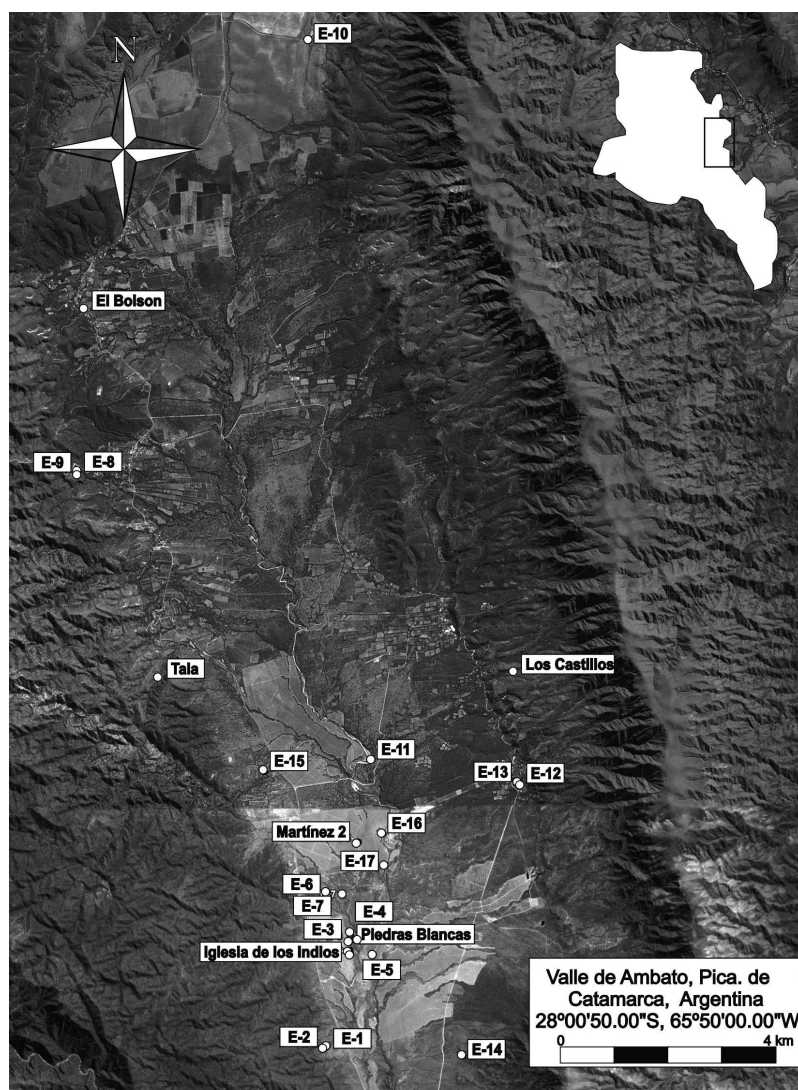 E-10
N
El Bolson
E-9
E-8
Tala
Los Castillos
E-11
E-15
E-13
E-12
E-16
Martínez 2
E-17
E-6
7
E-7
E-4
E-3
Piedras Blancas
Iglesia de los Indios
E-5
E-2
E-1
E-14
Valle de Ambato, Pica. de
Catamarca, Argentina
28º00'50.00"S, 65º50'00.00"W
0
4 km